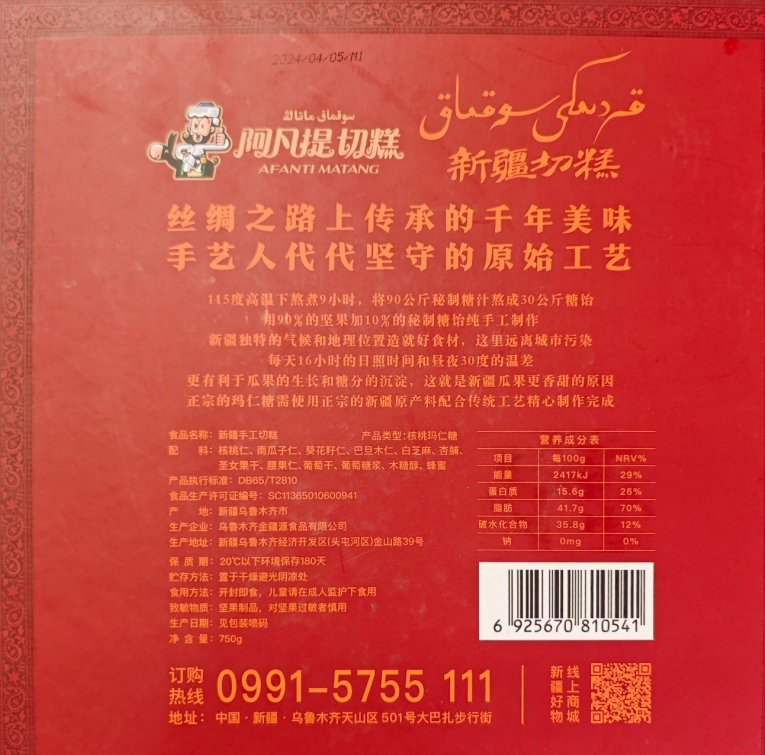 2024/04/05/M1
سوقماق ماتاڭ
阿凡提切糕
AFANTI MATANG
新疆切糕
丝绸之路上传承的千年美味
手艺人代代坚守的原始工艺
115度高温下熬煮9小时，将90公斤秘制糖汁熬成30公斤糖饴
用90%的坚果加10%的秘制糖饴纯手工制作
新疆独特的气候和地理位置造就好食材，这里远离城市污染
每天16小时的日照时间和昼夜30度的温差
更有利于瓜果的生长和糖分的沉淀，这就是新疆瓜果更香甜的原因
正宗的玛仁糖需使用正宗的新疆原产料配合传统工艺精心制作完成
食品名称：新疆手工切糕 产品类型：核桃玛仁糖
配 料：核桃仁、南瓜子仁、葵花籽仁、巴旦木仁、白芝麻、杏脯、
圣女果干、腰果仁、葡萄干、葡萄糖浆、木糖醇、蜂蜜
产品执行标准：DB65/T2810
食品生产许可证编号：SC11365010600941
产 地：新疆乌鲁木齐市
生产企业：乌鲁木齐金疆源食品有限公司
生产地址：新疆乌鲁木齐经济开发区(头屯河区)金山路39号
保 质 期：20℃以下环境保存180天
贮存方法：置于干燥避光阴凉处
食用方法：开封即食，儿童请在成人监护下食用
致敏物质：坚果制品，对坚果过敏者慎用
生产日期：见包装喷码
净 含 量：750g
营养成分表
项目 每100g NRV%
能量 2417kJ 29%
蛋白质 15.6g 26%
脂肪 41.7g 70%
碳水化合物 35.8g 12%
钠 0mg 0%
6 925670 810541
订购
热线
0991-5755 111
地址：中国·新疆·乌鲁木齐天山区501号大巴扎步行街
新疆好物
线上商城